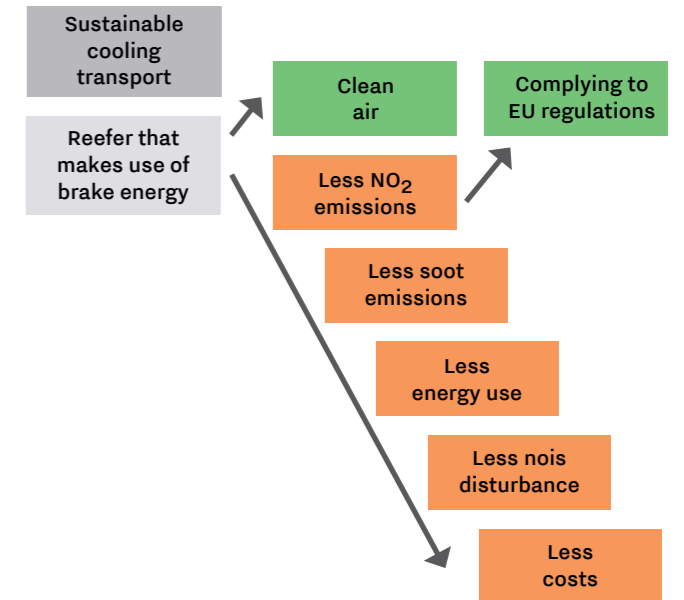 Sustainable
cooling
transport
Reefer that
makes use of
brake energy
Clean
air
Complying to
EU regulations
Less NO₂
emissions
Less soot
emissions
Less
energy use
Less nois
disturbance
Less
costs